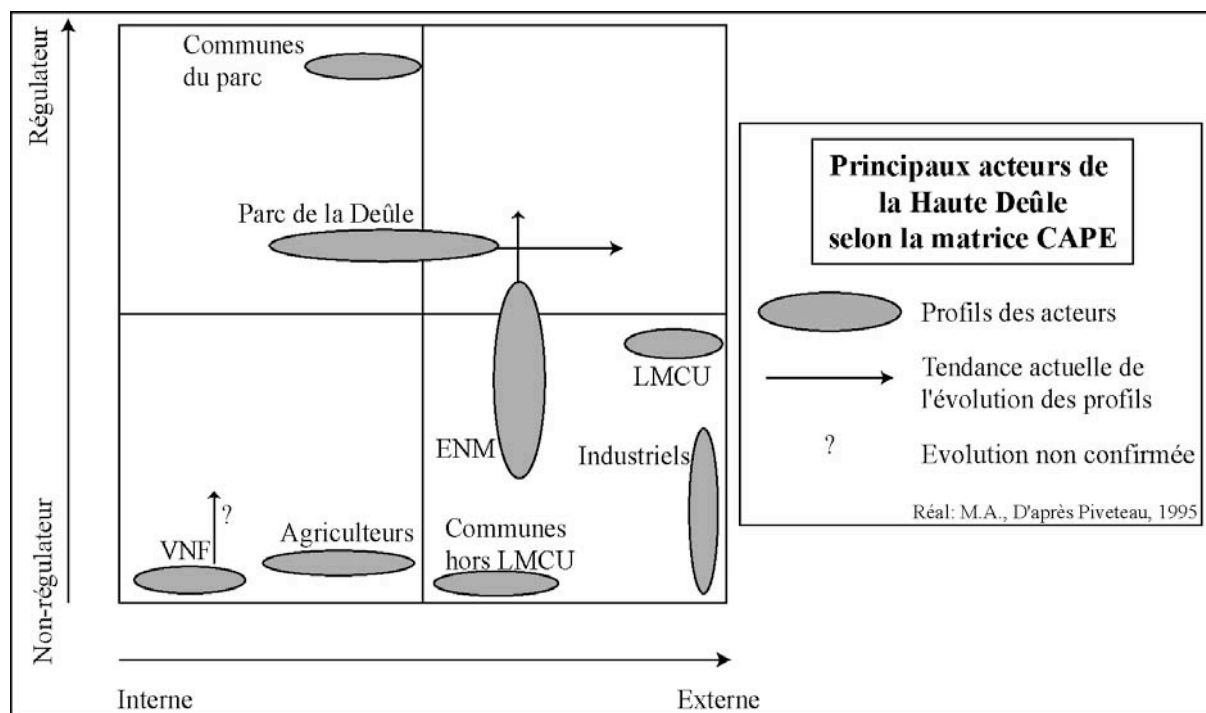 Régulateur
Non-régulateur
Communes
du parc
Parc de la Deûle
LMCU
ENM
Industriels
?
VNF
Agriculteurs
Communes
hors LMCU
Interne
Externe
Principaux acteurs de
la Haute Deûle
selon la matrice CAPE
Profils des acteurs
Tendance actuelle de
l'évolution des profils
?
Evolution non confirmée
Réal: M.A., D'après Piveteau, 1995